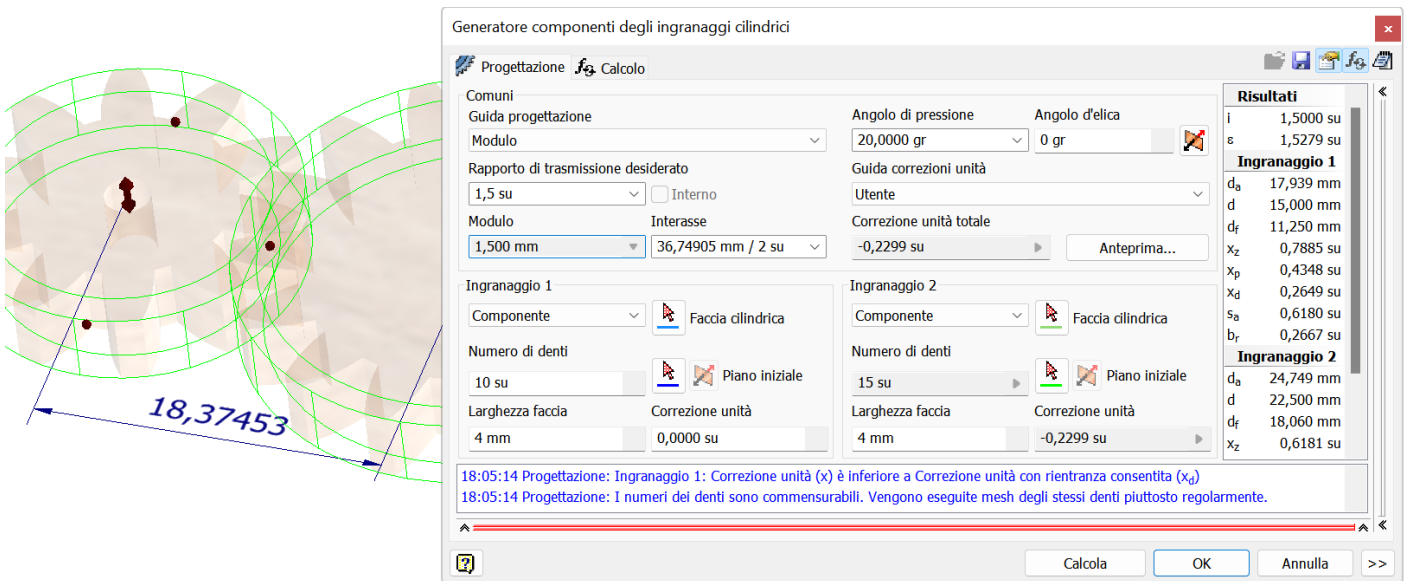 Generatore componenti degli ingranaggi cilindrici
Progettazione
Calcolo
Comuni
Guida progettazione
Angolo di pressione
Angolo d'elica
Modulo
20,0000 gr
0 gr
Rapporto di trasmissione desiderato
Guida correzioni unità
1,5 su
Interno
Utente
Modulo
Interasse
Correzione unità totale
1,500 mm
36,74905 mm / 2 su
-0,2299 su
Anteprima...
Ingranaggio 1
Componente
Faccia cilindrica
Numero di denti
10 su
Piano iniziale
Larghezza faccia
Correzione unità
4 mm
0,0000 su
Ingranaggio 2
Componente
Faccia cilindrica
Numero di denti
15 su
Piano iniziale
Larghezza faccia
Correzione unità
4 mm
-0,2299 su
Risultati
i 1,5000 su
ε 1,5279 su
Ingranaggio 1
da 17,939 mm
d 15,000 mm
df 11,250 mm
xz 0,7885 su
xp 0,4348 su
xd 0,2649 su
sa 0,6180 su
br 0,2667 su
Ingranaggio 2
da 24,749 mm
d 22,500 mm
df 18,060 mm
xz 0,6181 su
18:05:14 Progettazione: Ingranaggio 1: Correzione unità (x) è inferiore a Correzione unità con rientranza consentita (xd)
18:05:14 Progettazione: I numeri dei denti sono commensurabili. Vengono eseguite mesh degli stessi denti piuttosto regolarmente.
Calcola
OK
Annulla
>>
18,37453